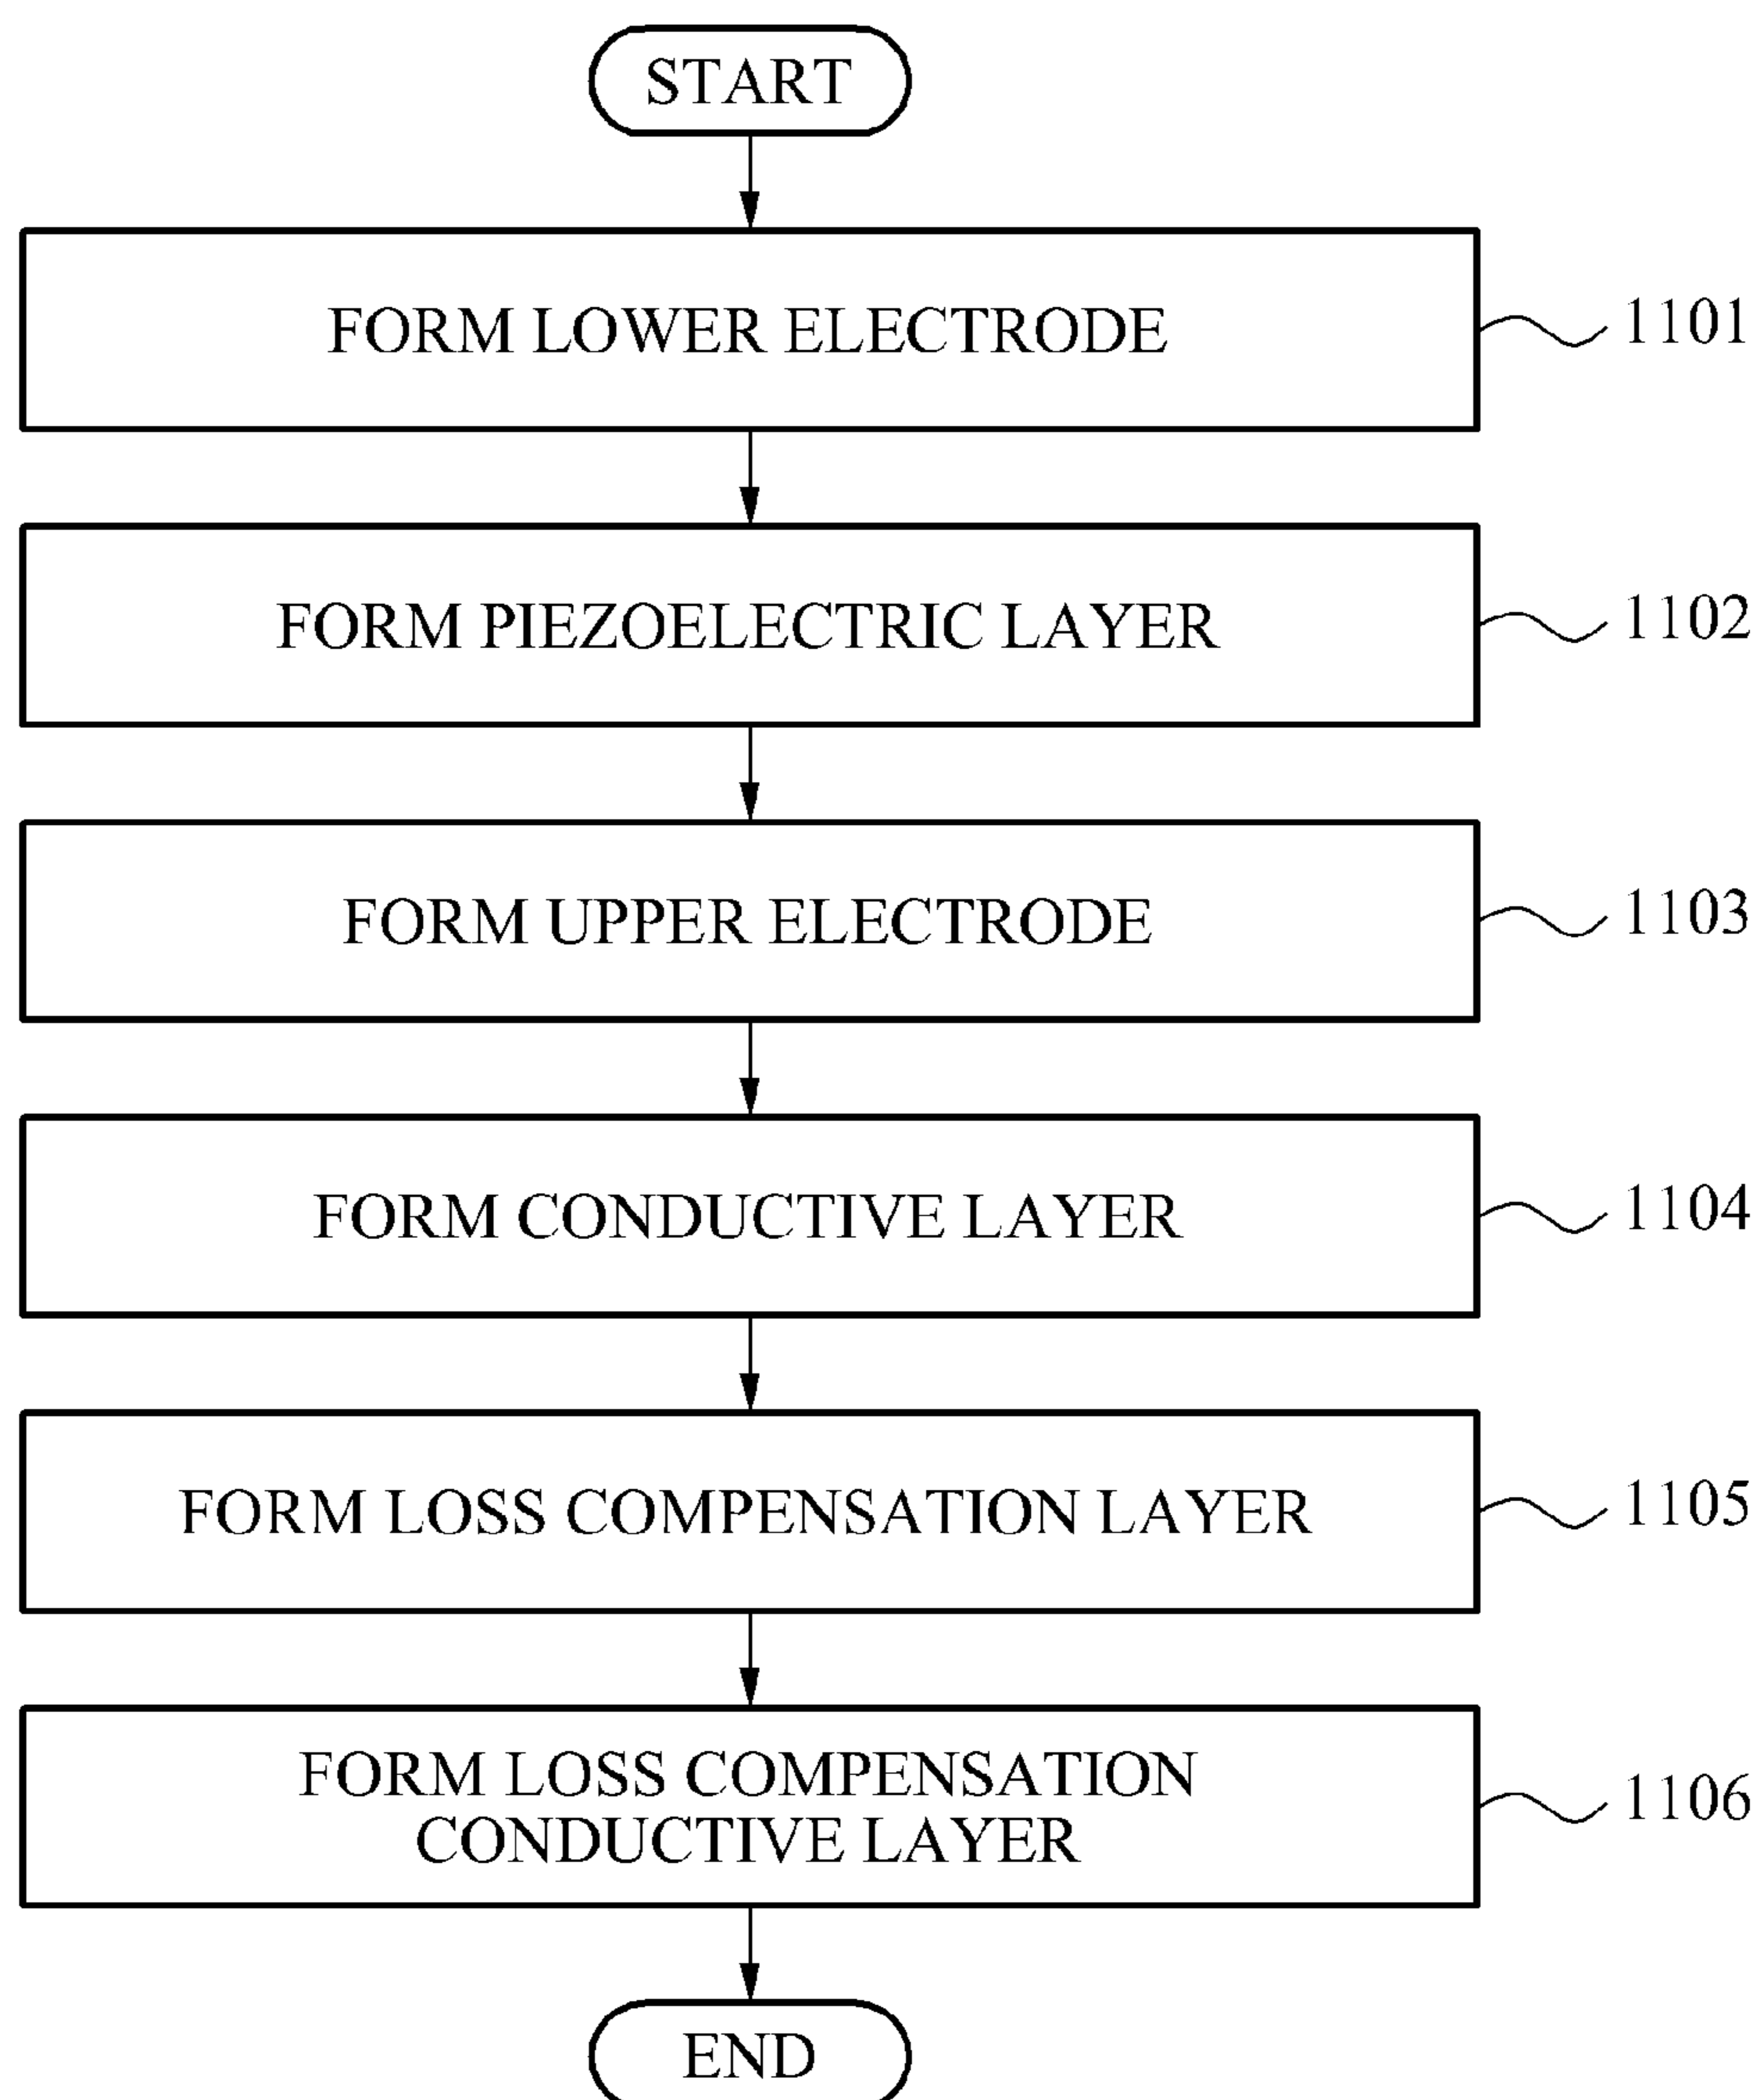 START
FORM LOWER ELECTRODE
1101
FORM PIEZOELECTRIC LAYER
1102
FORM UPPER ELECTRODE
1103
FORM CONDUCTIVE LAYER
1104
FORM LOSS COMPENSATION LAYER
1105
FORM LOSS COMPENSATION
CONDUCTIVE LAYER
1106
END